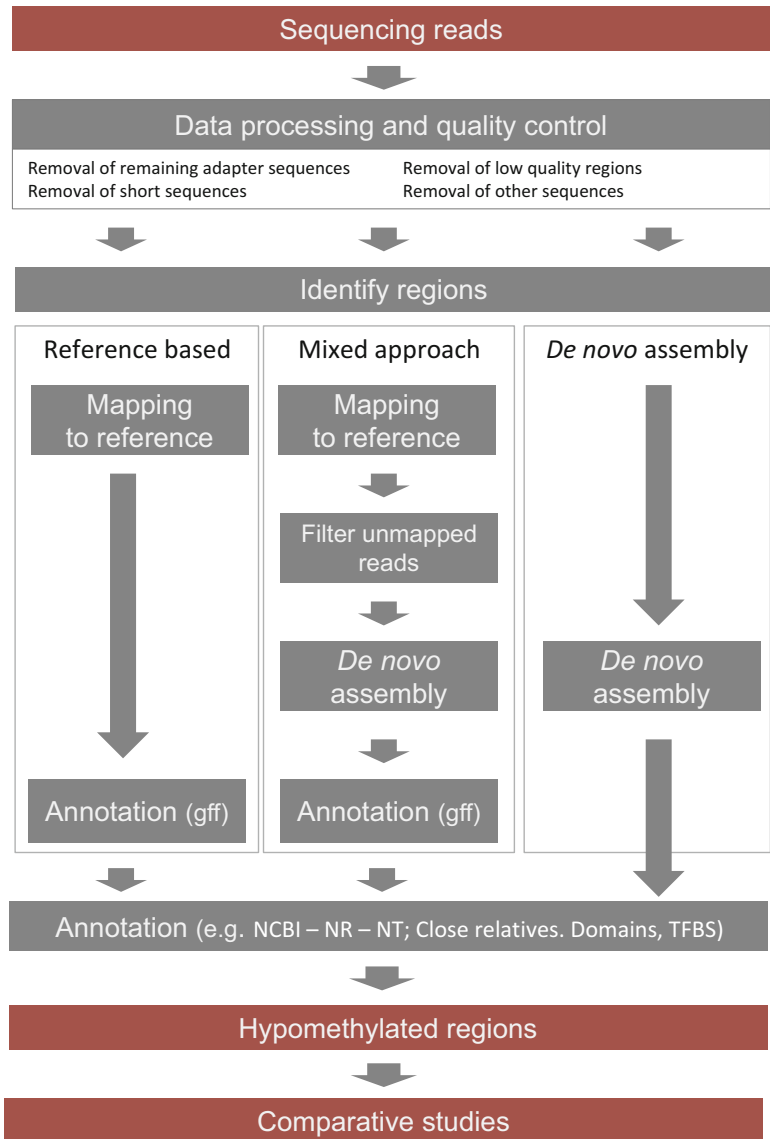 Sequencing reads
Data processing and quality control
Removal of remaining adapter sequences
Removal of short sequences
Removal of low quality regions
Removal of other sequences
Identify regions
Reference based
Mapping
to reference
Annotation (gff)
Mixed approach
Mapping
to reference
Filter unmapped
reads
De novo
assembly
Annotation (gff)
De novo assembly
De novo
assembly
Annotation (e.g. NCBI – NR – NT; Close relatives. Domains, TFBS)
Hypomethylated regions
Comparative studies